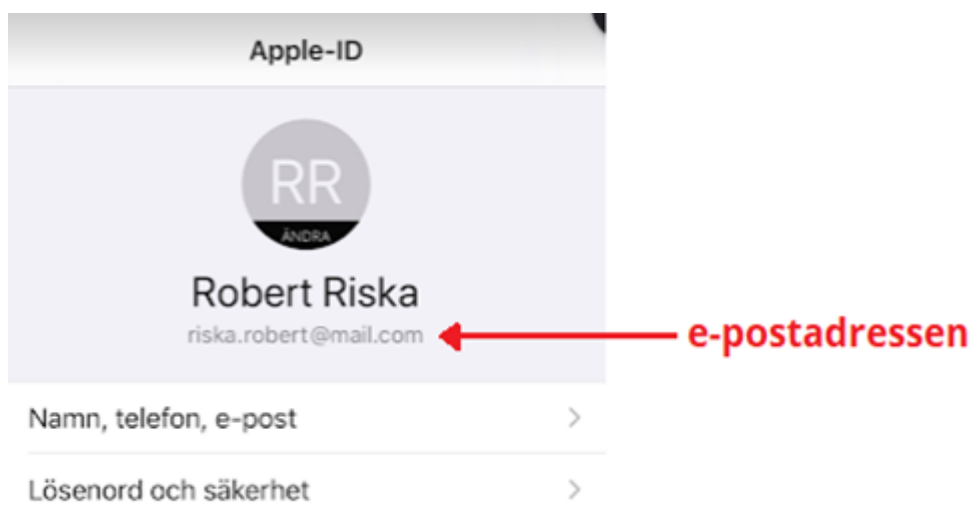 Apple-ID
RR
ÄNDRA
Robert Riska
riska.robert@mail.com
e-postadressen
Namn, telefon, e-post
Lösenord och säkerhet